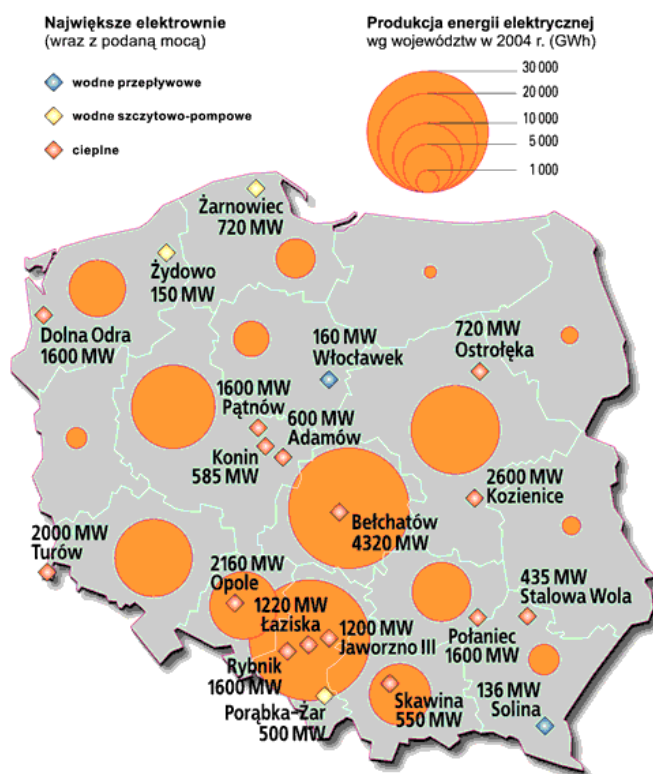 Największe elektrownie
(wraz z podaną mocą)
wodne przepływowe
wodne szczytowo-pompowe
cieplne
Produkcja energii elektrycznej
wg województw w 2004 r. (GWh)
30 000
20 000
10 000
5 000
1 000
Żarnowiec
720 MW
Żydowo
150 MW
Dolna Odra
1600 MW
160 MW
Włocławek
720 MW
Ostrołęka
1600 MW
Pątnów
600 MW
Adamów
Konin
585 MW
2600 MW
Kozienice
Bełchatów
4320 MW
2000 MW
Turów
2160 MW
Opole
1220 MW
Łaziska
1200 MW
Jaworzno III
Rybnik
1600 MW
Porąbka-Żar
500 MW
435 MW
Stalowa Wola
Połaniec
1600 MW
Skawina
550 MW
136 MW
Solina